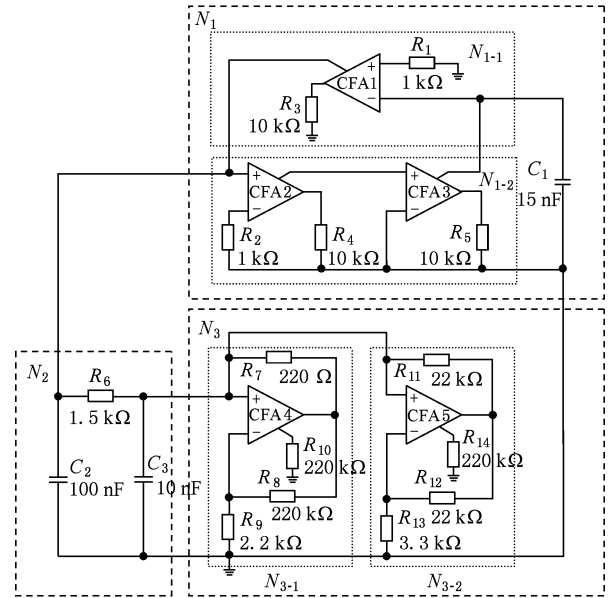 N1
N1-1
CFA1
+
−
R1
1 kΩ
R3
10 kΩ
C1
15 nF
N1-2
CFA2
+
−
CFA3
+
−
R2
1 kΩ
R4
10 kΩ
R5
10 kΩ
N2
R6
1. 5 kΩ
C2
100 nF
C3
10 nF
N3
R7
220 Ω
CFA4
+
−
R10
220 kΩ
R8
220 kΩ
R9
2. 2 kΩ
N3-1
R11
22 kΩ
CFA5
+
−
R14
220 kΩ
R12
22 kΩ
R13
3. 3 kΩ
N3-2